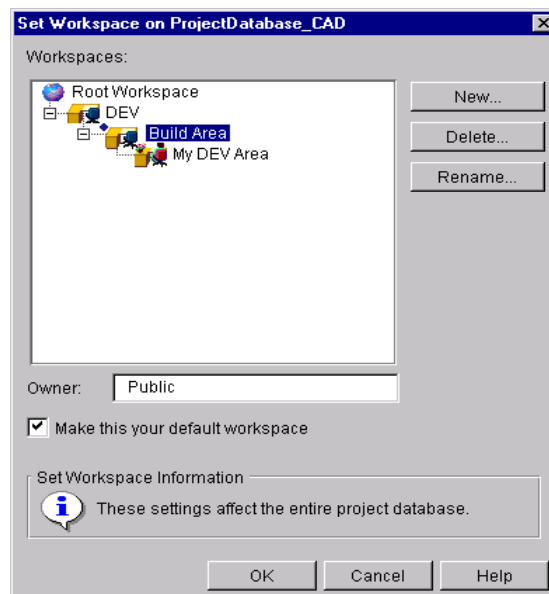 Set Workspace on ProjectDatabase_CAD
Workspaces:
Root Workspace
DEV
Build Area
My DEV Area
New...
Delete...
Rename...
Owner: Public
Make this your default workspace
Set Workspace Information
These settings affect the entire project database.
OK Cancel Help